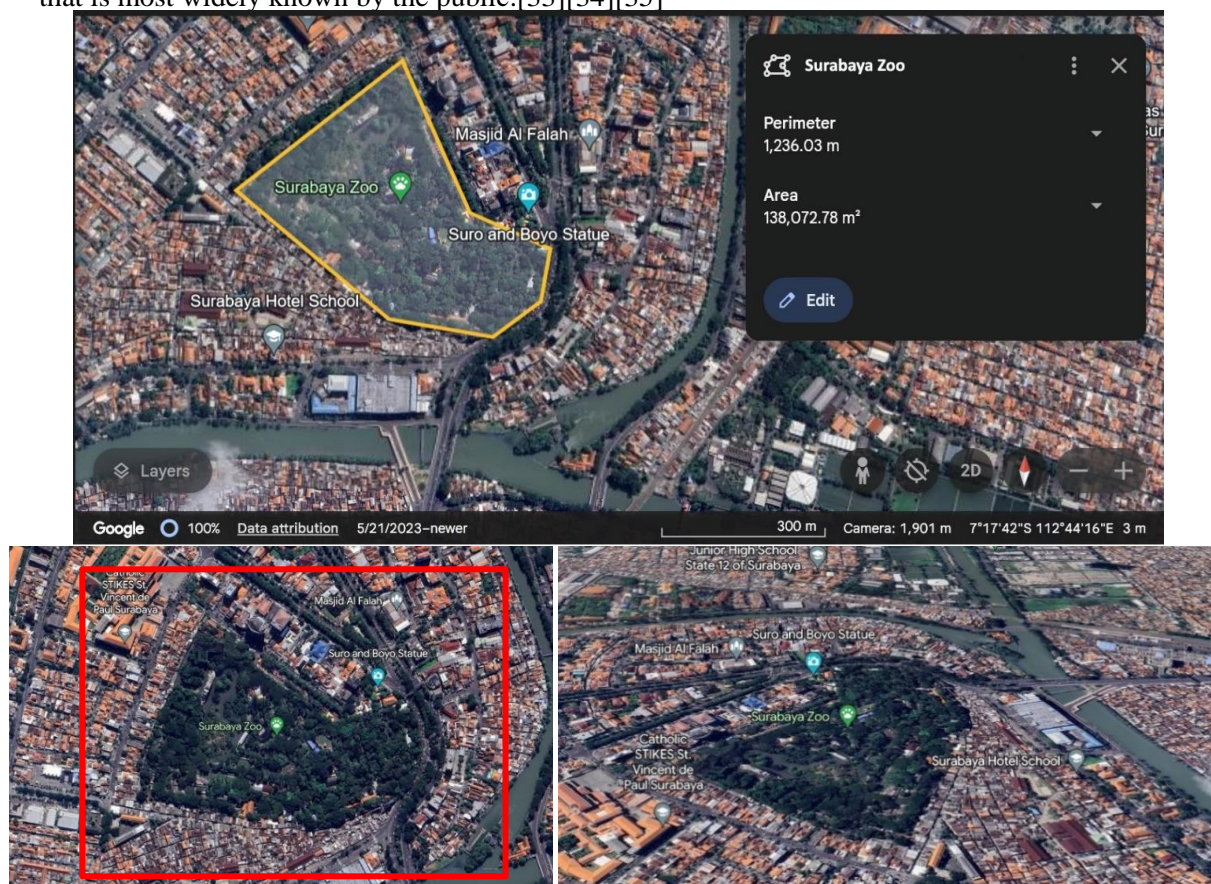 that is most widely known by the public.[33][34][35]
Surabaya Zoo
Perimeter
1,236.03 m
Area
138,072.78 m²
Edit
Masjid Al Falah
Surabaya Zoo
Suro and Boyo Statue
Surabaya Hotel School
as
Sur
Layers
2D
Google 100% Data attribution 5/21/2023–newer 300 m Camera: 1,901 m 7°17'42"S 112°44'16"E 3 m
Catholic
STIKES St.
Vincent de
Paul Surabaya
Masjid Al Falah
Suro and Boyo Statue
Surabaya Zoo
Junior High School
State 12 of Surabaya
Suro and Boyo Statue
Masjid Al Falah
Surabaya Zoo
Catholic
STIKES St.
Vincent de
Paul Surabaya
Surabaya Hotel School